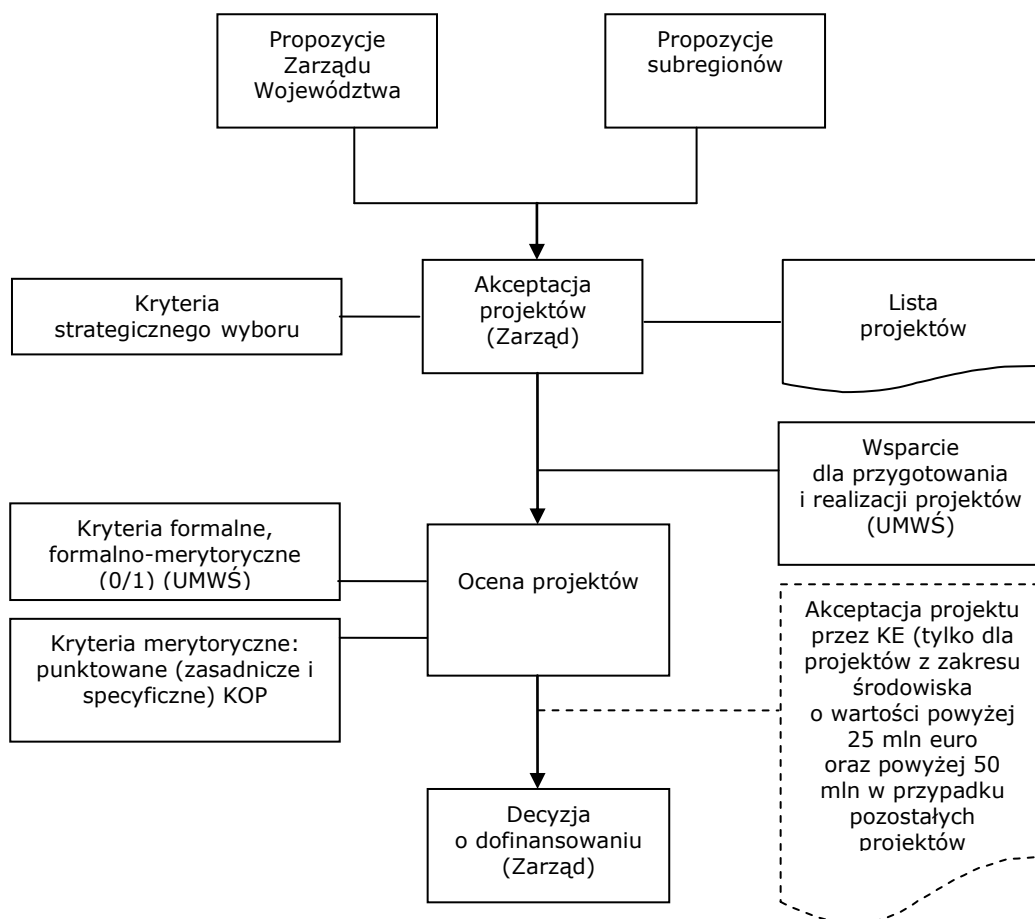 Propozycje
Zarządu
Województwa
Propozycje
subregionów
Kryteria
strategicznego wyboru
Akceptacja
projektów
(Zarząd)
Lista
projektów
Wsparcie
dla przygotowania
i realizacji projektów
(UMWŚ)
Kryteria formalne,
formalno-merytoryczne
(0/1) (UMWŚ)
Ocena projektów
Kryteria merytoryczne:
punktowane (zasadnicze i
specyficzne) KOP
Akceptacja projektu
przez KE (tylko dla
projektów z zakresu
środowiska
o wartości powyżej
25 mln euro
oraz powyżej 50
mln w przypadku
pozostałych
projektów
Decyzja
o dofinansowaniu
(Zarząd)